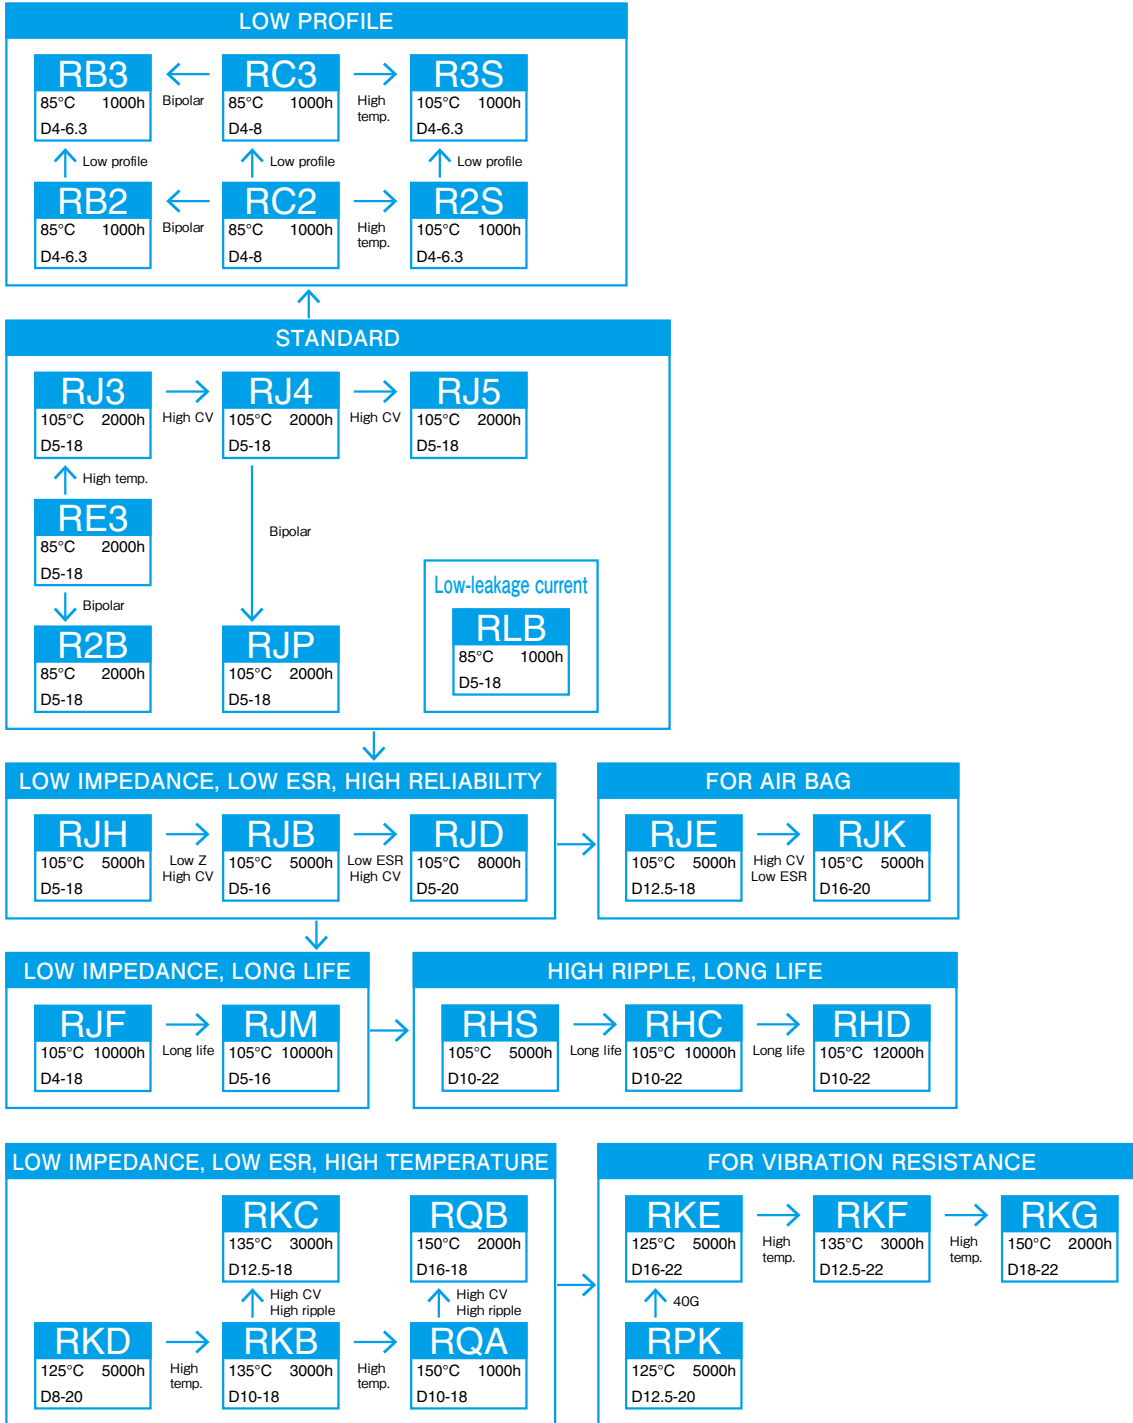 LOW PROFILE
RB3
85°C 1000h
D4-6.3
Bipolar
RC3
85°C 1000h
D4-8
High
temp.
R3S
105°C 1000h
D4-6.3
Low profile
Low profile
Low profile
RB2
85°C 1000h
D4-6.3
Bipolar
RC2
85°C 1000h
D4-8
High
temp.
R2S
105°C 1000h
D4-6.3
STANDARD
RJ3
105°C 2000h
D5-18
High CV
RJ4
105°C 2000h
D5-18
High CV
RJ5
105°C 2000h
D5-18
High temp.
RE3
85°C 2000h
D5-18
Bipolar
Bipolar
R2B
85°C 2000h
D5-18
RJP
105°C 2000h
D5-18
Low-leakage current
RLB
85°C 1000h
D5-18
LOW IMPEDANCE, LOW ESR, HIGH RELIABILITY
RJH
105°C 5000h
D5-18
Low Z
High CV
RJB
105°C 5000h
D5-16
Low ESR
High CV
RJD
105°C 8000h
D5-20
FOR AIR BAG
RJE
105°C 5000h
D12.5-18
High CV
Low ESR
RJK
105°C 5000h
D16-20
LOW IMPEDANCE, LONG LIFE
RJF
105°C 10000h
D4-18
Long life
RJM
105°C 10000h
D5-16
HIGH RIPPLE, LONG LIFE
RHS
105°C 5000h
D10-22
Long life
RHC
105°C 10000h
D10-22
Long life
RHD
105°C 12000h
D10-22
LOW IMPEDANCE, LOW ESR, HIGH TEMPERATURE
RKC
135°C 3000h
D12.5-18
RQB
150°C 2000h
D16-18
High CV
High ripple
High CV
High ripple
RKD
125°C 5000h
D8-20
High
temp.
RKB
135°C 3000h
D10-18
High
temp.
RQA
150°C 1000h
D10-18
FOR VIBRATION RESISTANCE
RKE
125°C 5000h
D16-22
High
temp.
RKF
135°C 3000h
D12.5-22
High
temp.
RKG
150°C 2000h
D18-22
40G
RPK
125°C 5000h
D12.5-20